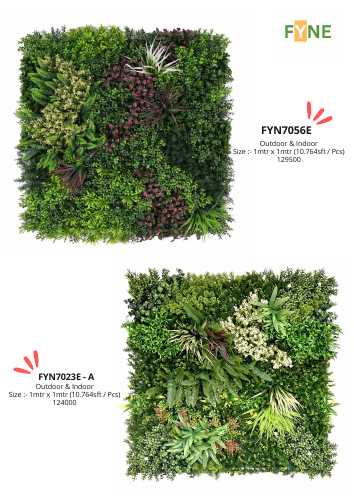 FYNE
FYN7056E
Outdoor & Indoor
Size :- 1mtr x 1mtr (10.764sft / Pcs)
129500
FYN7023E - A
Outdoor & Indoor
Size :- 1mtr x 1mtr (10.764sft / Pcs)
124000